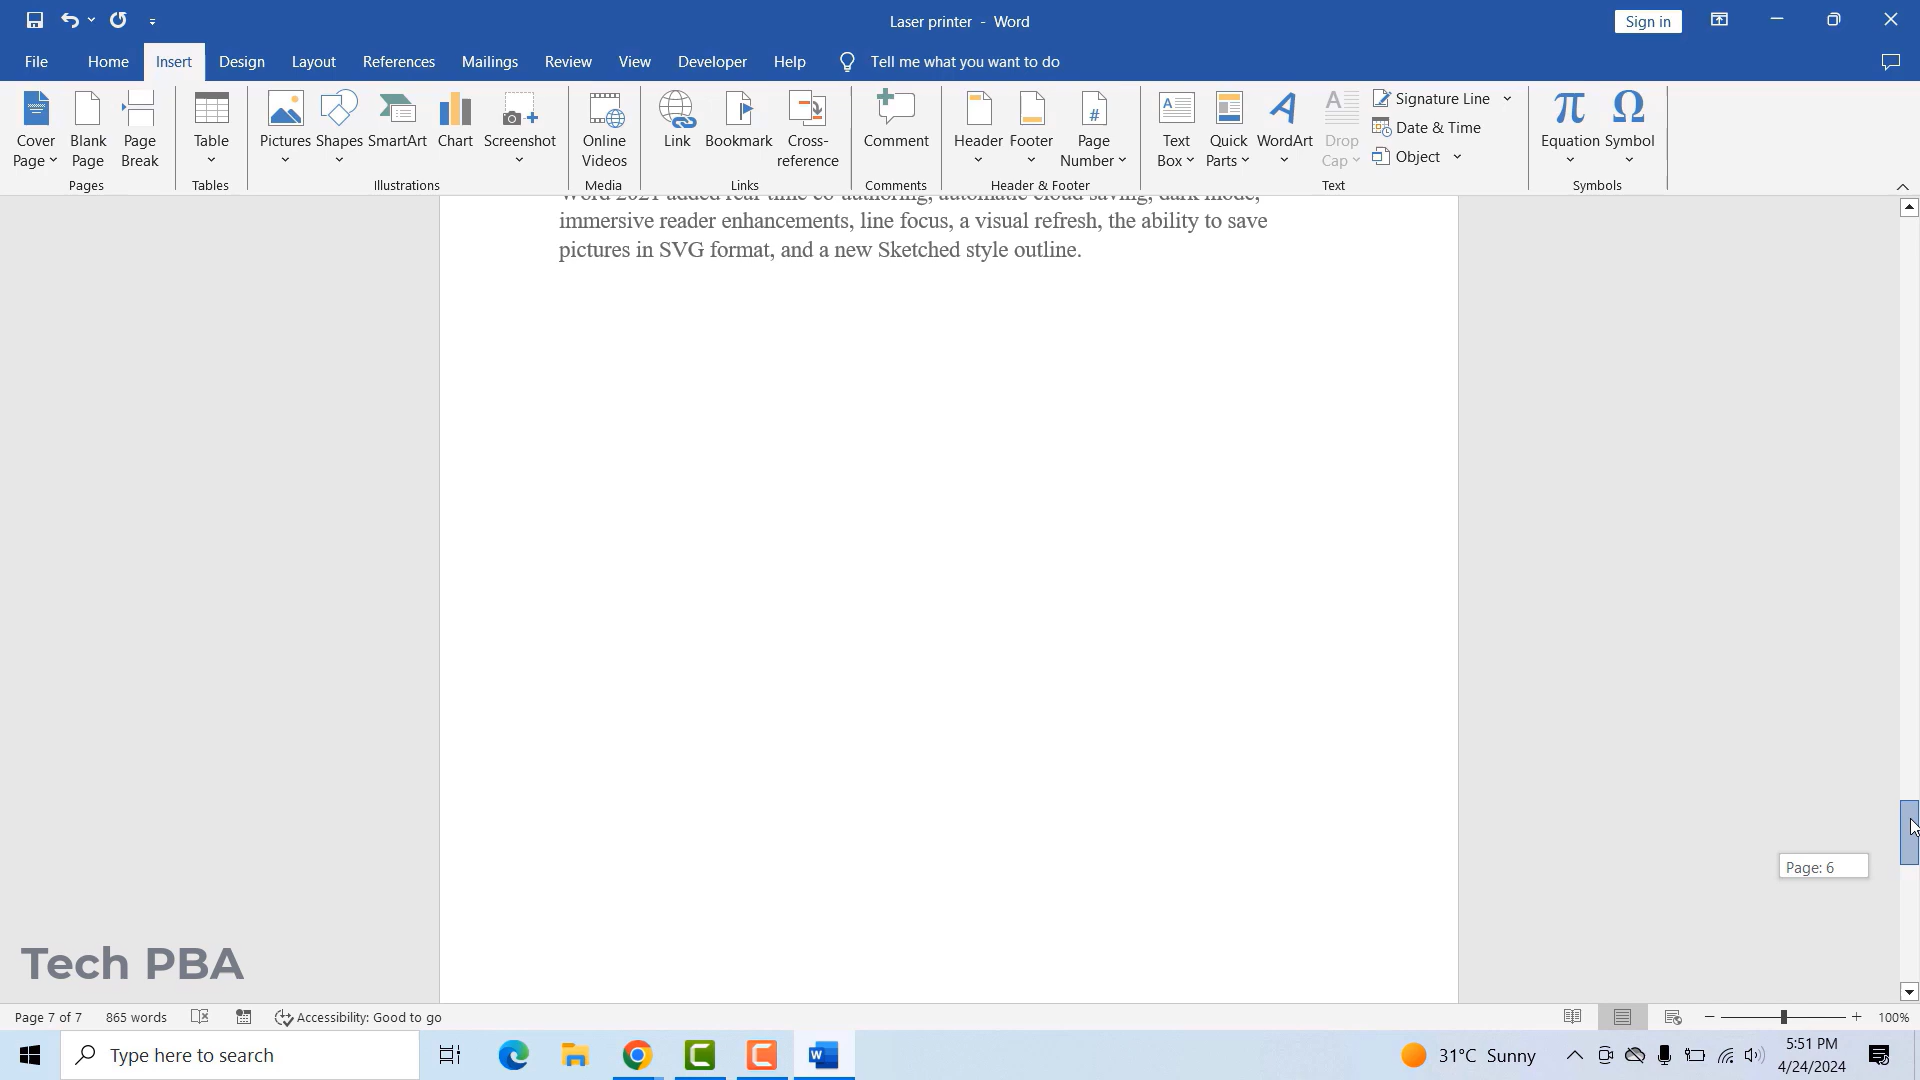 Laser printer - Word
Sign in
File Home Insert Design Layout References Mailings Review View Developer Help Tell me what you want to do
Cover Page
Blank Page
Page Break
Table
Pictures
Shapes
SmartArt
Chart
Screenshot
Online Videos
Link
Bookmark
Cross-reference
Comment
Header
Footer
Page Number
Text Box
Quick Parts
WordArt
Drop Cap
Signature Line
Date & Time
Object
Equation
Symbol
Pages Tables Illustrations Media Links Comments Header & Footer Text Symbols
Word 2021 added real-time co-authoring, automatic cloud saving, dark mode,
immersive reader enhancements, line focus, a visual refresh, the ability to save
pictures in SVG format, and a new Sketched style outline.
Page: 6
Tech PBA
Page 7 of 7 865 words Accessibility: Good to go 100%
Type here to search
31°C Sunny
5:51 PM
4/24/2024